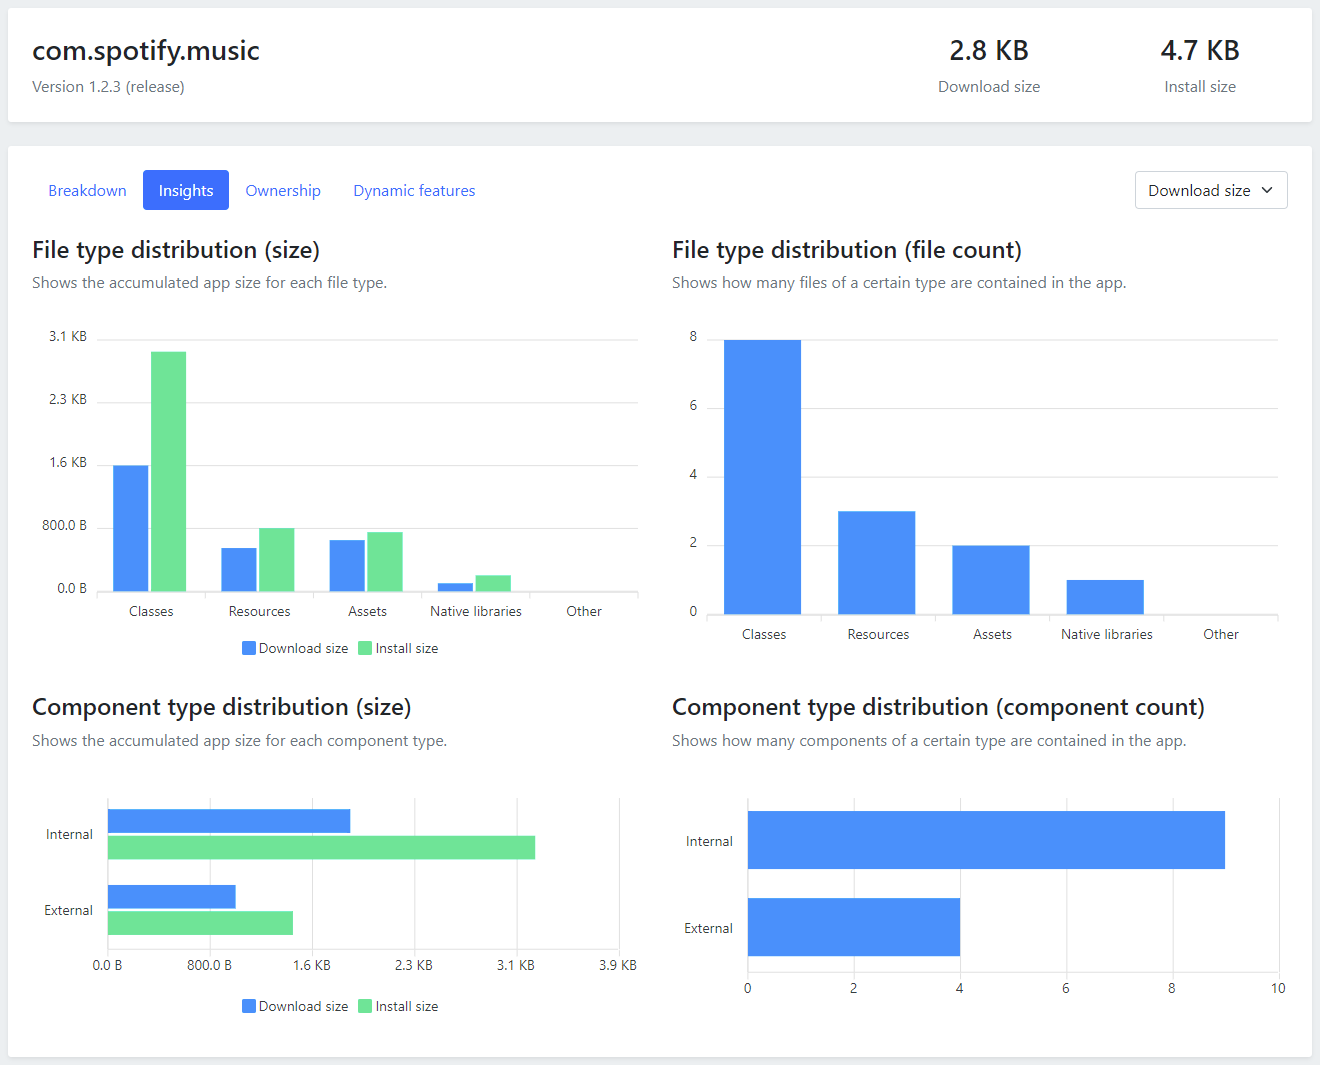 com.spotify.music
Version 1.2.3 (release)
2.8 KB
Download size
4.7 KB
Install size
Breakdown Insights Ownership Dynamic features Download size
File type distribution (size)
Shows the accumulated app size for each file type.
3.1 KB
2.3 KB
1.6 KB
800.0 B
0.0 B
Classes Resources Assets Native libraries Other
Download size Install size
File type distribution (file count)
Shows how many files of a certain type are contained in the app.
8
6
4
2
0
Classes Resources Assets Native libraries Other
Component type distribution (size)
Shows the accumulated app size for each component type.
Internal
External
0.0 B 800.0 B 1.6 KB 2.3 KB 3.1 KB 3.9 KB
Download size Install size
Component type distribution (component count)
Shows how many components of a certain type are contained in the app.
Internal
External
0 2 4 6 8 10